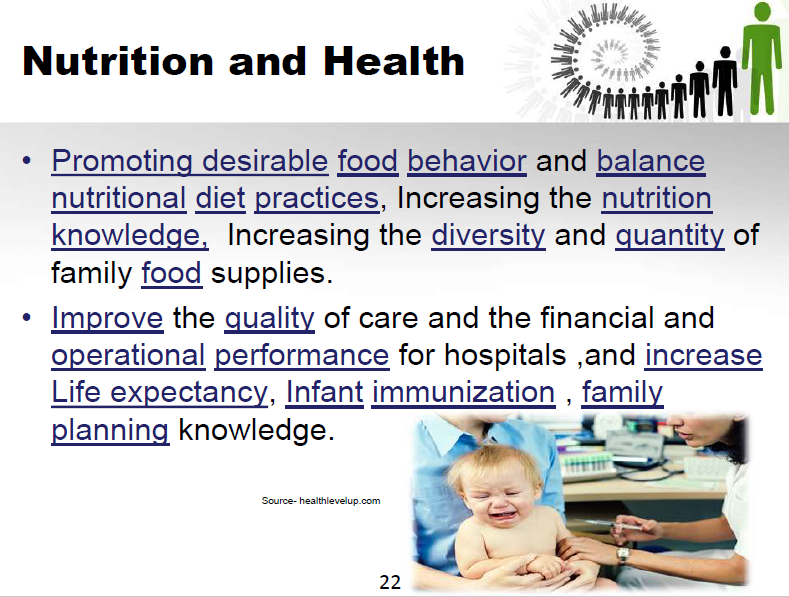 Nutrition and Health
• Promoting desirable food behavior and balance
nutritional diet practices, Increasing the nutrition
knowledge,  Increasing the diversity and quantity of
family food supplies.
• Improve the quality of care and the financial and
operational performance for hospitals ,and increase
Life expectancy, Infant immunization , family
planning knowledge.
Source- healthlevelup.com
22